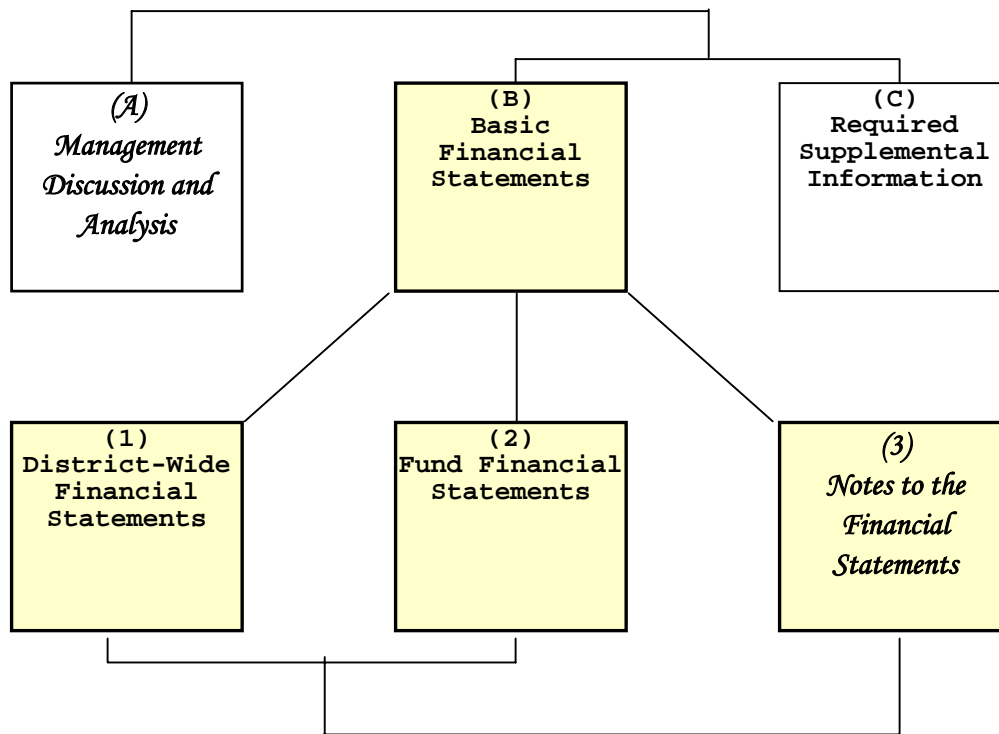 (A)
Management
Discussion and
Analysis
(B)
Basic
Financial
Statements
(C)
Required
Supplemental
Information
(1)
District-Wide
Financial
Statements
(2)
Fund Financial
Statements
(3)
Notes to the
Financial
Statements